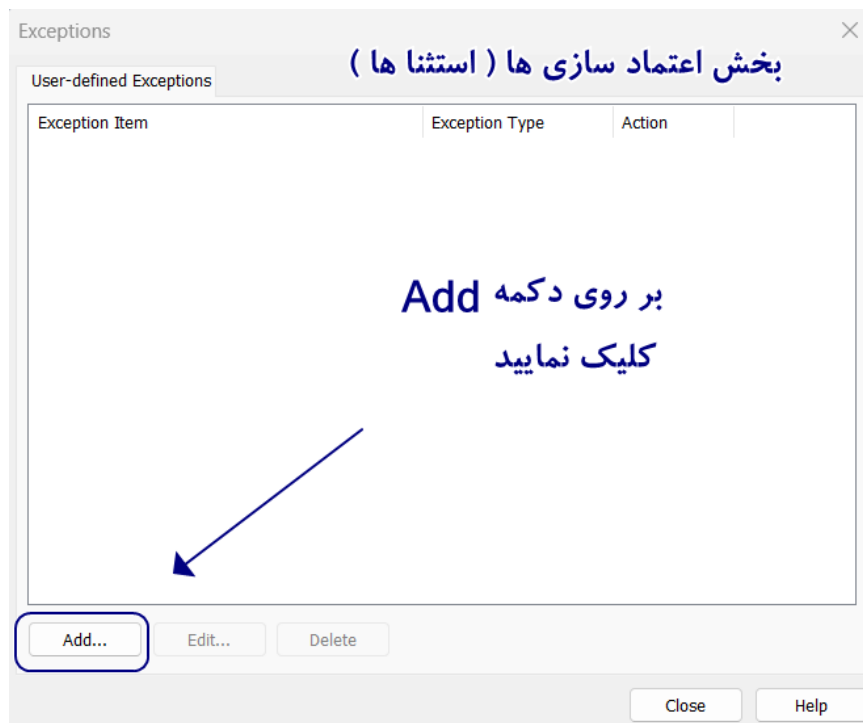 Exceptions
بخش اعتماد سازی ها ( استثنا ها )
User-defined Exceptions
Exception Item Exception Type Action
بر روی دکمه Add
کلیک نمایید
Add... Edit... Delete
Close Help